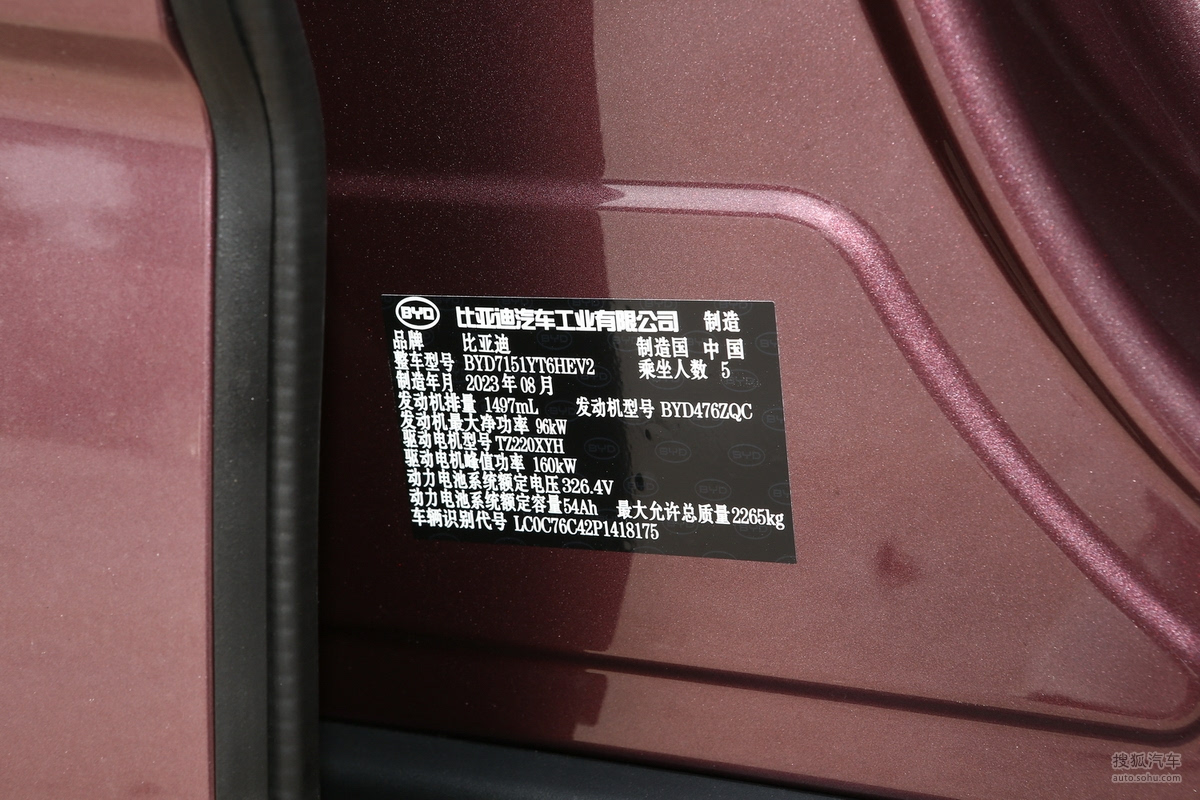 BYD 比亚迪汽车工业有限公司 制造
品牌 比亚迪 制造国 中国
整车型号 BYD7151YT6HEV2 乘坐人数 5
制造年月 2023年08月
发动机排量 1497mL 发动机型号 BYD476ZQC
发动机最大净功率 96kW
驱动电机型号 TZ220XYH
驱动电机峰值功率 160kW
动力电池系统额定电压 326.4V
动力电池系统额定容量 54Ah 最大允许总质量 2265kg
车辆识别代号 LC0C76C42P1418175
搜狐汽车
auto.sohu.com